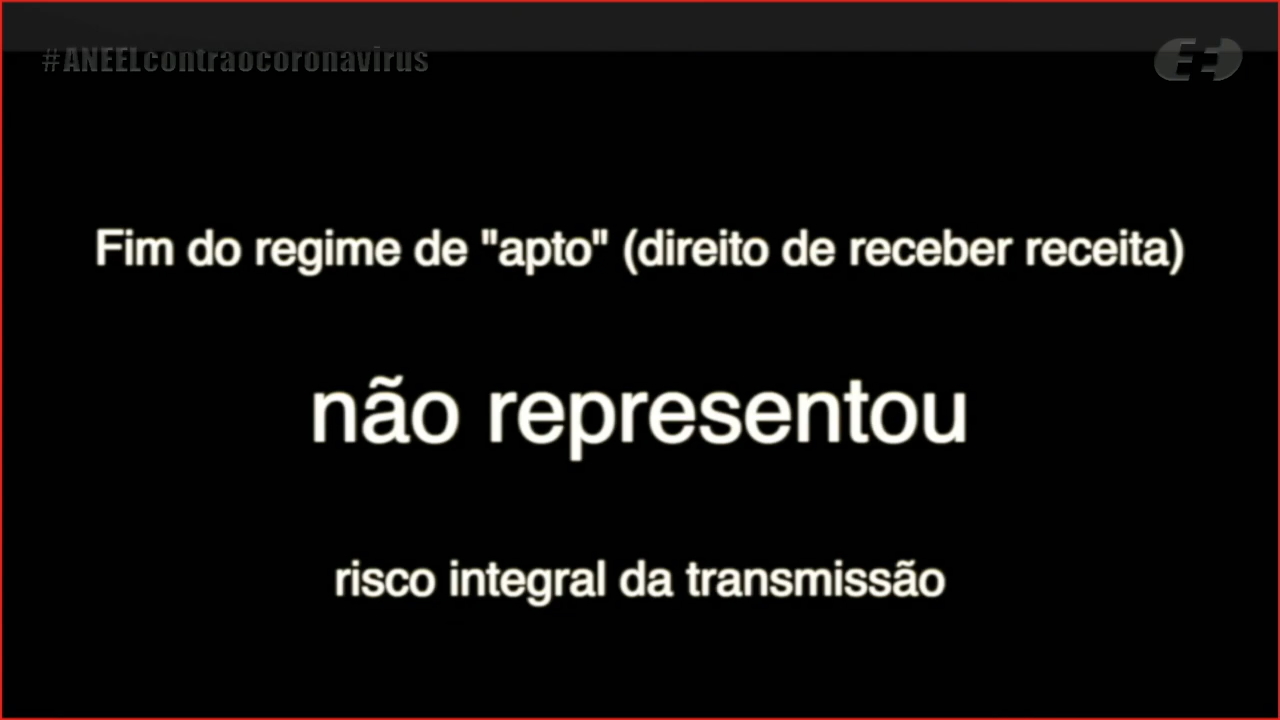 #ANEELcontraocoronavirus
Fim do regime de "apto" (direito de receber receita)
não representou
risco integral da transmissão